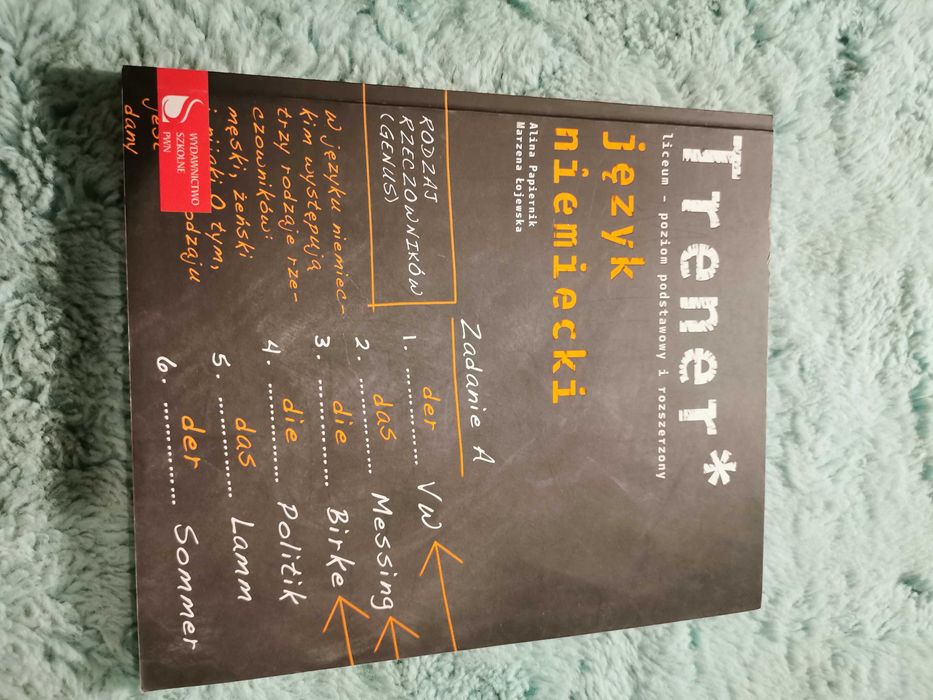 Trener*
liceum – poziom podstawowy i rozszerzony
język
niemiecki
Alina Papiernik
Marzena Łojewska
RODZAJ
RZECZOWNIKÓW
(GENUS)
w języku niemiec-
kim występują
trzy rodzaje rze-
czowników:
męski, żeński
i nijaki. O tym,
rodzaju
dany
Zadanie A
1. ...der... VW
2. ...das... Messing
3. ...die... Birke
4. ...die... Politik
5. ...das... Lamm
6. ...der... Sommer
WYDAWNICTWO
SZKOLNE
PWN